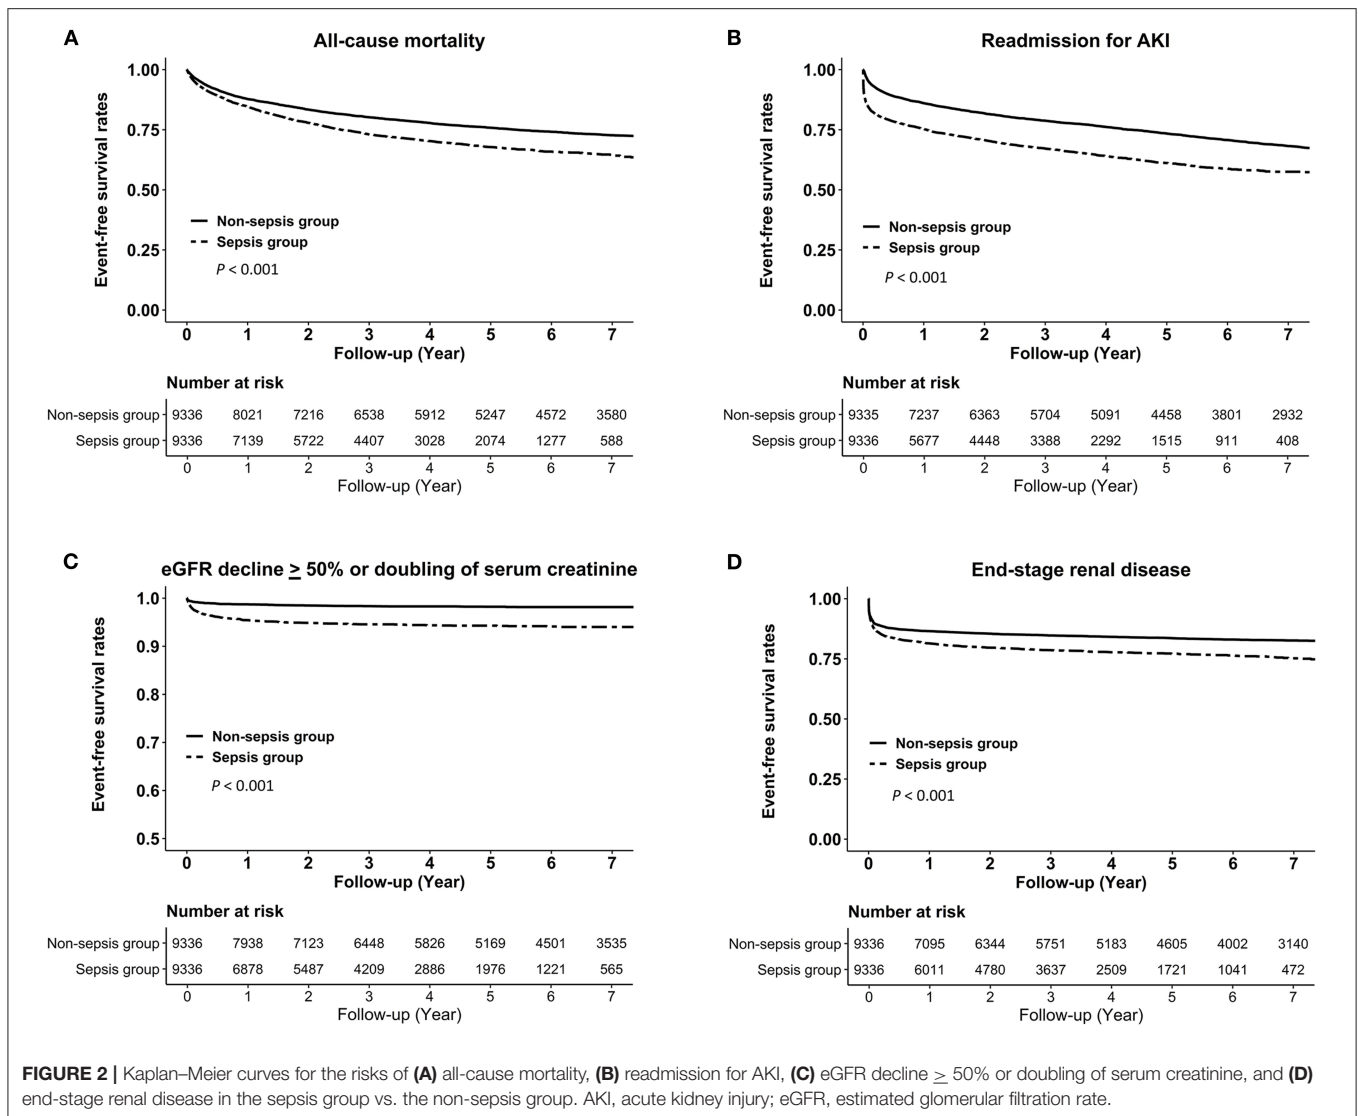 A
All-cause mortality
Event-free survival rates
1.00
0.75
0.50
0.25
0.00
Non-sepsis group
Sepsis group
P < 0.001
0 1 2 3 4 5 6 7
Follow-up (Year)
Number at risk
Non-sepsis group 9336 8021 7216 6538 5912 5247 4572 3580
Sepsis group 9336 7139 5722 4407 3028 2074 1277 588
0 1 2 3 4 5 6 7
Follow-up (Year)
B
Readmission for AKI
Event-free survival rates
1.00
0.75
0.50
0.25
0.00
Non-sepsis group
Sepsis group
P < 0.001
0 1 2 3 4 5 6 7
Follow-up (Year)
Number at risk
Non-sepsis group 9335 7237 6363 5704 5091 4458 3801 2932
Sepsis group 9336 5677 4448 3388 2292 1515 911 408
0 1 2 3 4 5 6 7
Follow-up (Year)
C
eGFR decline ≥ 50% or doubling of serum creatinine
Event-free survival rates
1.0
0.9
0.8
0.7
0.6
0.5
Non-sepsis group
Sepsis group
P < 0.001
0 1 2 3 4 5 6 7
Follow-up (Year)
Number at risk
Non-sepsis group 9336 7938 7123 6448 5826 5169 4501 3535
Sepsis group 9336 6878 5487 4209 2886 1976 1221 565
0 1 2 3 4 5 6 7
Follow-up (Year)
D
End-stage renal disease
Event-free survival rates
1.00
0.75
0.50
0.25
0.00
Non-sepsis group
Sepsis group
P < 0.001
0 1 2 3 4 5 6 7
Follow-up (Year)
Number at risk
Non-sepsis group 9336 7095 6344 5751 5183 4605 4002 3140
Sepsis group 9336 6011 4780 3637 2509 1721 1041 472
0 1 2 3 4 5 6 7
Follow-up (Year)
FIGURE 2 | Kaplan–Meier curves for the risks of (A) all-cause mortality, (B) readmission for AKI, (C) eGFR decline ≥ 50% or doubling of serum creatinine, and (D)
end-stage renal disease in the sepsis group vs. the non-sepsis group. AKI, acute kidney injury; eGFR, estimated glomerular filtration rate.